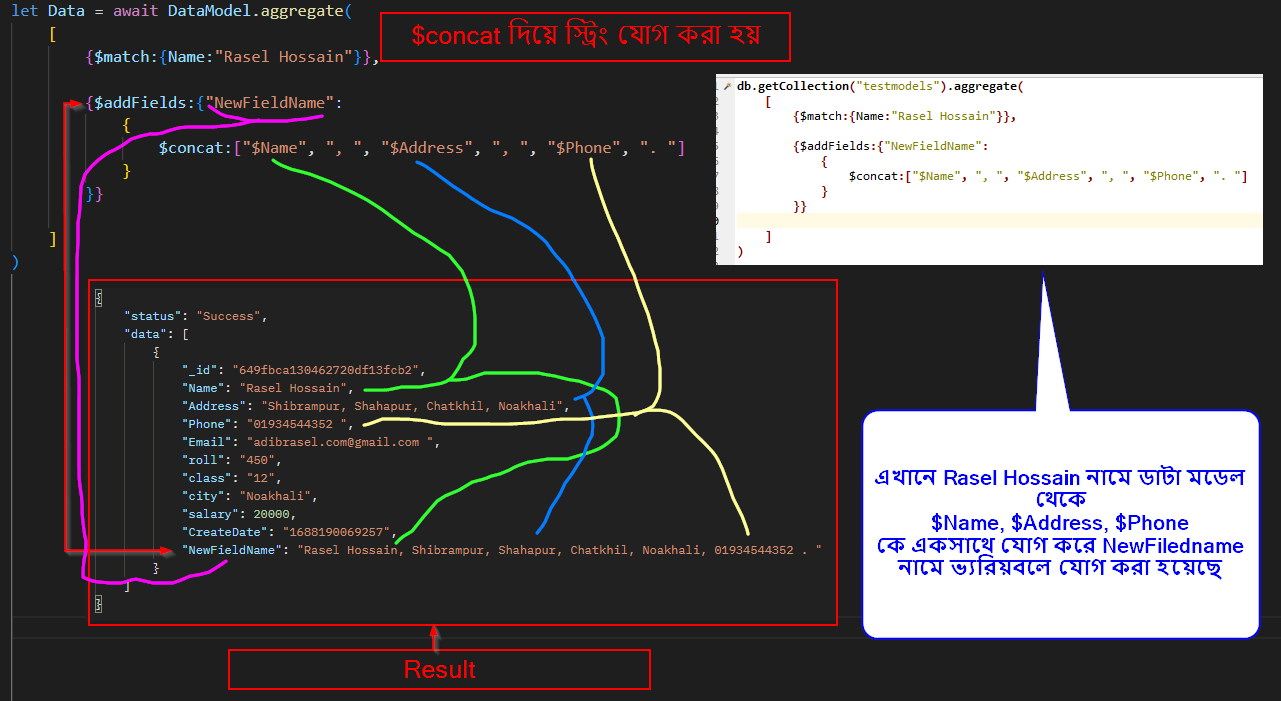 let Data = await DataModel.aggregate(
[
{$match:{Name:"Rasel Hossain"}},
{$addFields:{"NewFieldName":
{
$concat:["$Name", ", ", "$Address", ", ", "$Phone", ". "]
}
}}
]
)
$concat দিয়ে স্ট্রিং যোগ করা হয়
db.getCollection("testmodels").aggregate(
[
{$match:{Name:"Rasel Hossain"}},
{$addFields:{"NewFieldName":
{
$concat:["$Name", ", ", "$Address", ", ", "$Phone", ". "]
}
}}
]
)
{
"status": "Success",
"data": [
{
"_id": "649fbca130462720df13fcb2",
"Name": "Rasel Hossain",
"Address": "Shibrampur, Shahapur, Chatkhil, Noakhali",
"Phone": "01934544352 ",
"Email": "adibrasel.com@gmail.com ",
"roll": "450",
"class": "12",
"city": "Noakhali",
"salary": 20000,
"CreateDate": "1688190069257",
"NewFieldName": "Rasel Hossain, Shibrampur, Shahapur, Chatkhil, Noakhali, 01934544352 . "
}
]
}
এখানে Rasel Hossain নামে ডাটা মডেল
থেকে
$Name, $Address, $Phone
কে একসাথে যোগ করে NewFiledname
নামে ভ্যরিয়বলে যোগ করা হয়েছে
Result